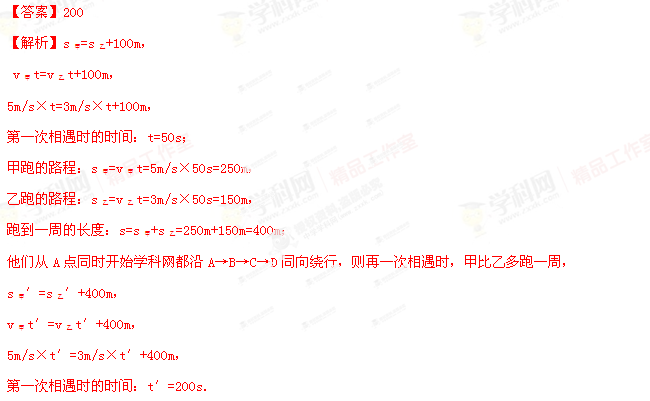 【答案】200
【解析】s甲=s乙+100m，
v甲t=v乙t+100m，
5m/s×t=3m/s×t+100m，
第一次相遇时的时间：t=50s；
甲跑的路程：s甲=v甲t=5m/s×50s=250m，
乙跑的路程：s乙=v乙t=3m/s×50s=150m，
跑到一周的长度：s=s甲+s乙=250m+150m=400m；
他们从A点同时开始学科网都沿A→B→C→D同向绕行，则再一次相遇时，甲比乙多跑一周，
s甲′=s乙′+400m，
v甲t′=v乙t′+400m，
5m/s×t′=3m/s×t′+400m，
第一次相遇时的时间：t′=200s．